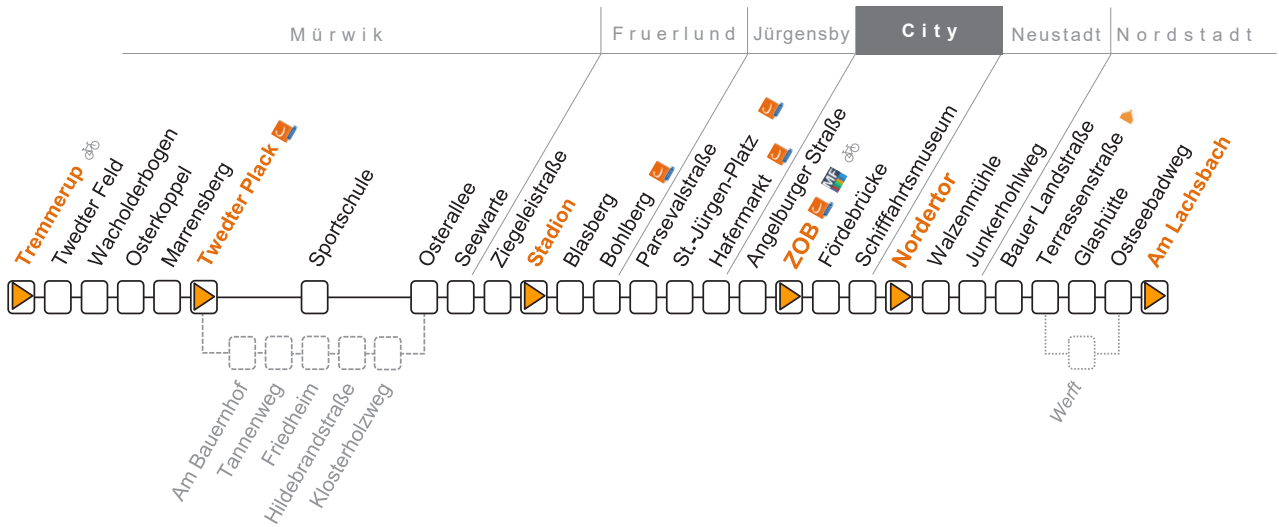 Mürwik
Fruerlund
Jürgensby
City
Neustadt
Nordstadt
Tremmerup
Twedter Feld
Wacholderbogen
Osterkoppel
Marrensberg
Twedter Plack
Sportschule
Osterallee
Seewarte
Ziegeleistraße
Stadion
Blasberg
Bohlberg
Parsevalstraße
St.-Jürgen-Platz
Hafermarkt
Angelburger Straße
ZOB
MF
Fördebrücke
Schifffahrtsmuseum
Nordertor
Walzenmühle
Junkerhohlweg
Bauer Landstraße
Terrassenstraße
Glashütte
Ostseebadweg
Am Lachsbach
Am Bauernhof
Tannenweg
Friedheim
Hildebrandstraße
Klosterholzweg
Werft